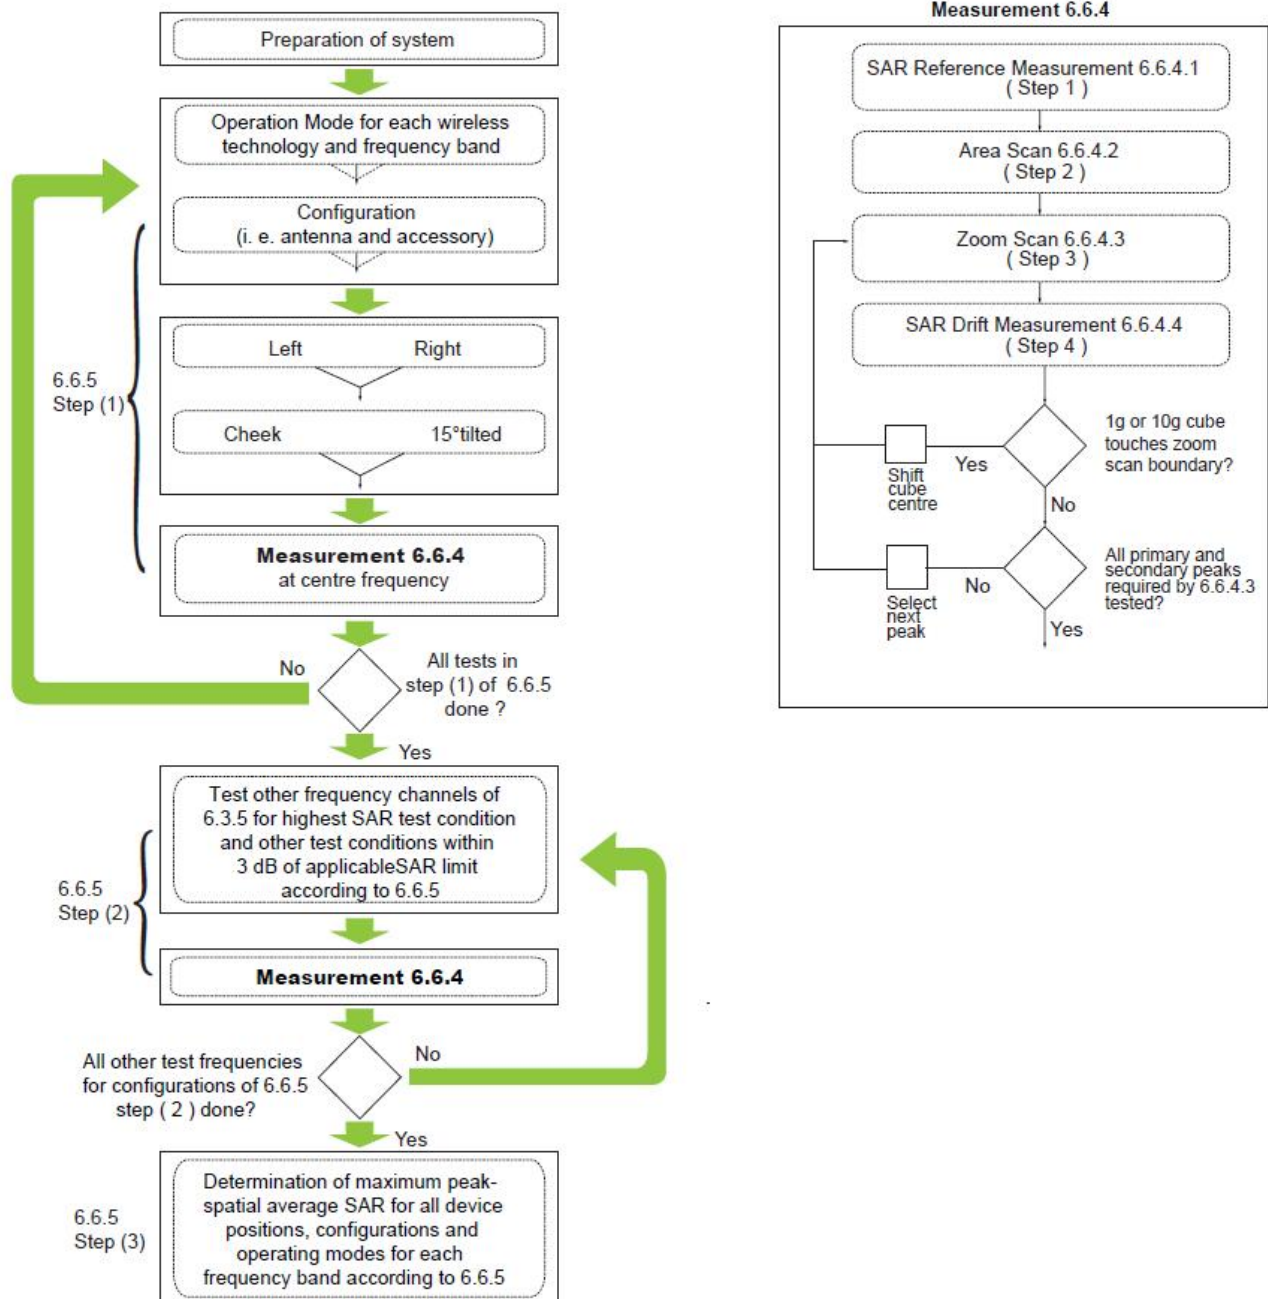 Preparation of system
Operation Mode for each wireless
technology and frequency band
Configuration
(i. e. antenna and accessory)
Left Right
Cheek 15°tilted
6.6.5
Step (1)
Measurement 6.6.4
at centre frequency
No
All tests in
step (1) of 6.6.5
done ?
Yes
Test other frequency channels of
6.3.5 for highest SAR test condition
and other test conditions within
3 dB of applicableSAR limit
according to 6.6.5
6.6.5
Step (2)
Measurement 6.6.4
All other test frequencies
for configurations of 6.6.5
step ( 2 ) done?
No
Yes
6.6.5
Step (3)
Determination of maximum peak-
spatial average SAR for all device
positions, configurations and
operating modes for each
frequency band according to 6.6.5
Measurement 6.6.4
SAR Reference Measurement 6.6.4.1
( Step 1 )
Area Scan 6.6.4.2
( Step 2 )
Zoom Scan 6.6.4.3
( Step 3 )
SAR Drift Measurement 6.6.4.4
( Step 4 )
1g or 10g cube
touches zoom
scan boundary?
Yes
Shift
cube
centre
No
All primary and
secondary peaks
required by 6.6.4.3
tested?
No
Select
next
peak
Yes